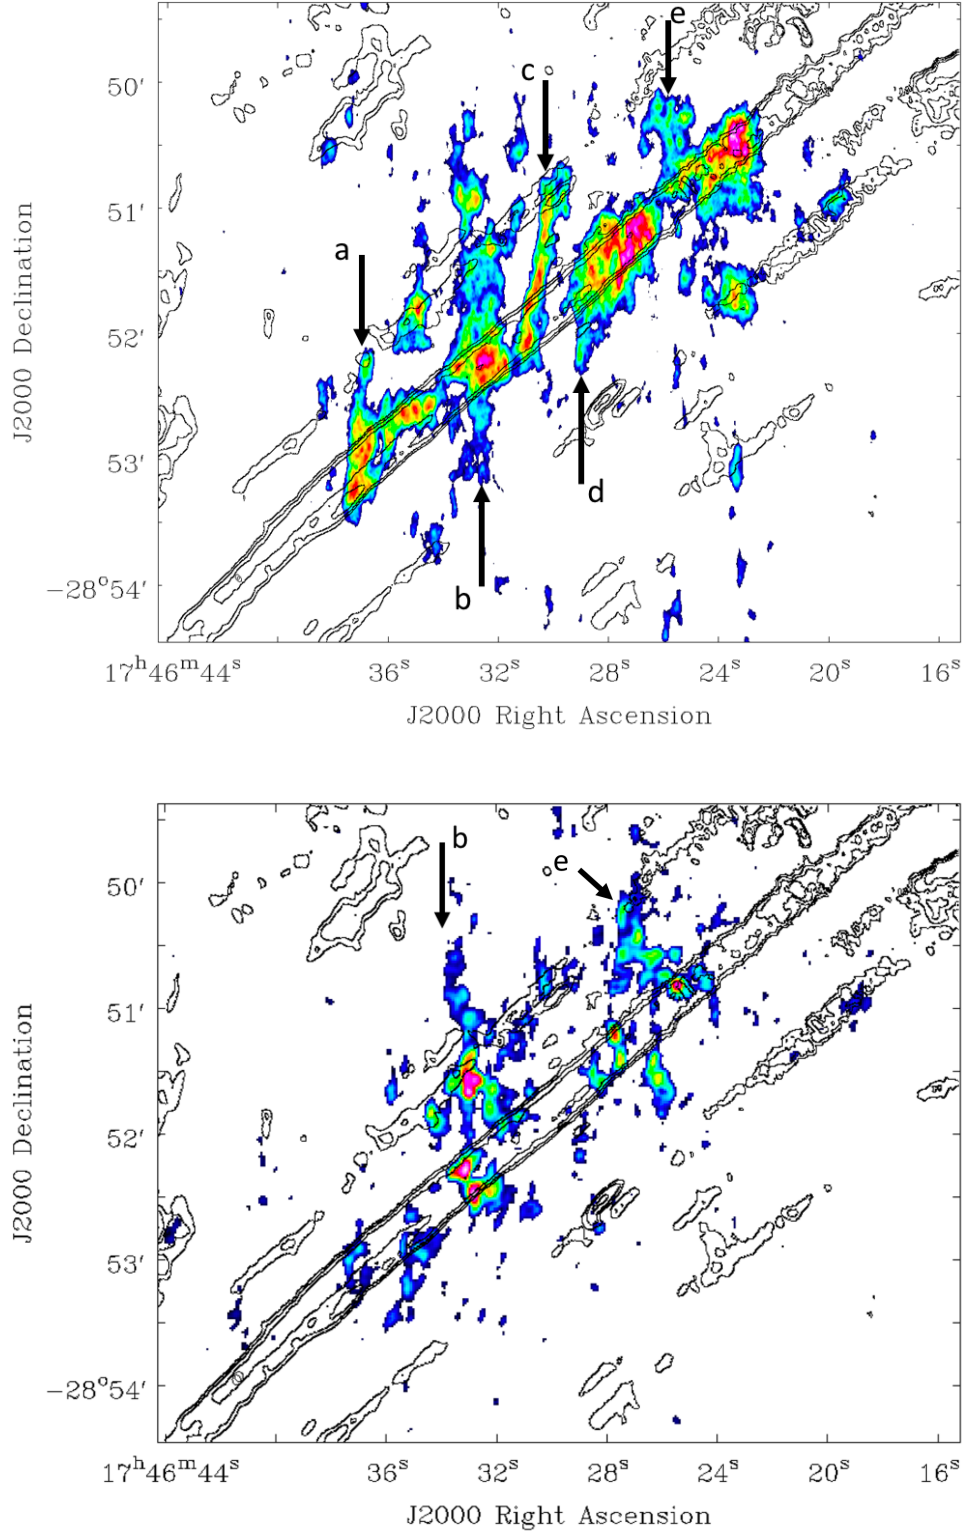 e
c
50′
51′
a
52′
53′
d
−28°54′
b
17ʰ46ᵐ44ˢ 36ˢ 32ˢ 28ˢ 24ˢ 20ˢ 16ˢ
J2000 Right Ascension
J2000 Declination
b
e
50′
51′
52′
53′
−28°54′
17ʰ46ᵐ44ˢ 36ˢ 32ˢ 28ˢ 24ˢ 20ˢ 16ˢ
J2000 Right Ascension
J2000 Declination